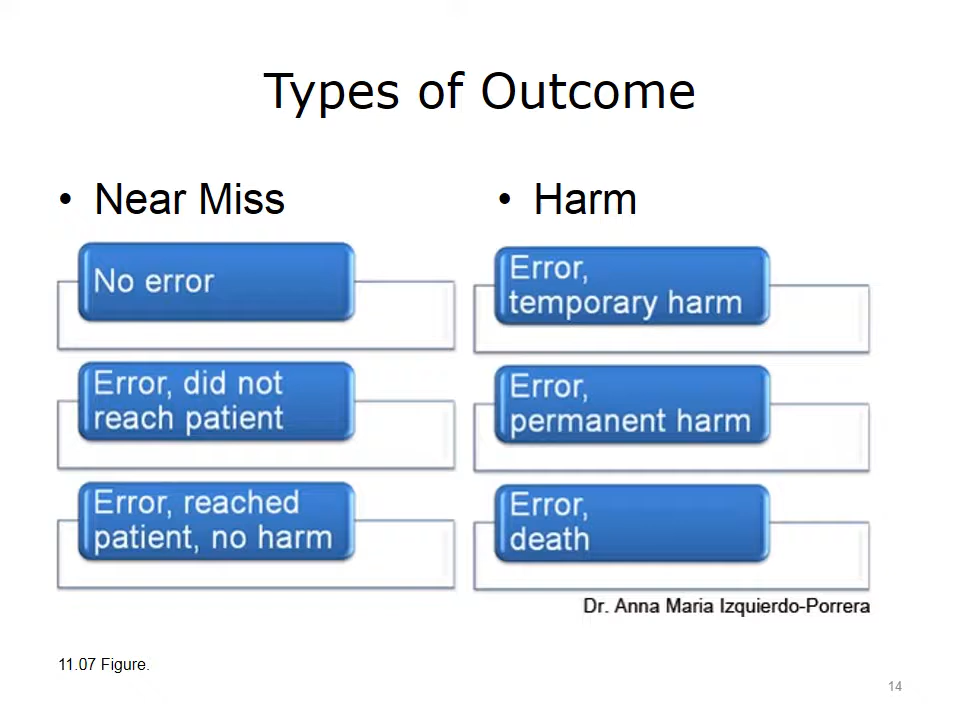 Types of Outcome
• Near Miss
No error
Error, did not
reach patient
Error, reached
patient, no harm
• Harm
Error,
temporary harm
Error,
permanent harm
Error,
death
Dr. Anna Maria Izquierdo-Porrera
11.07 Figure.
14